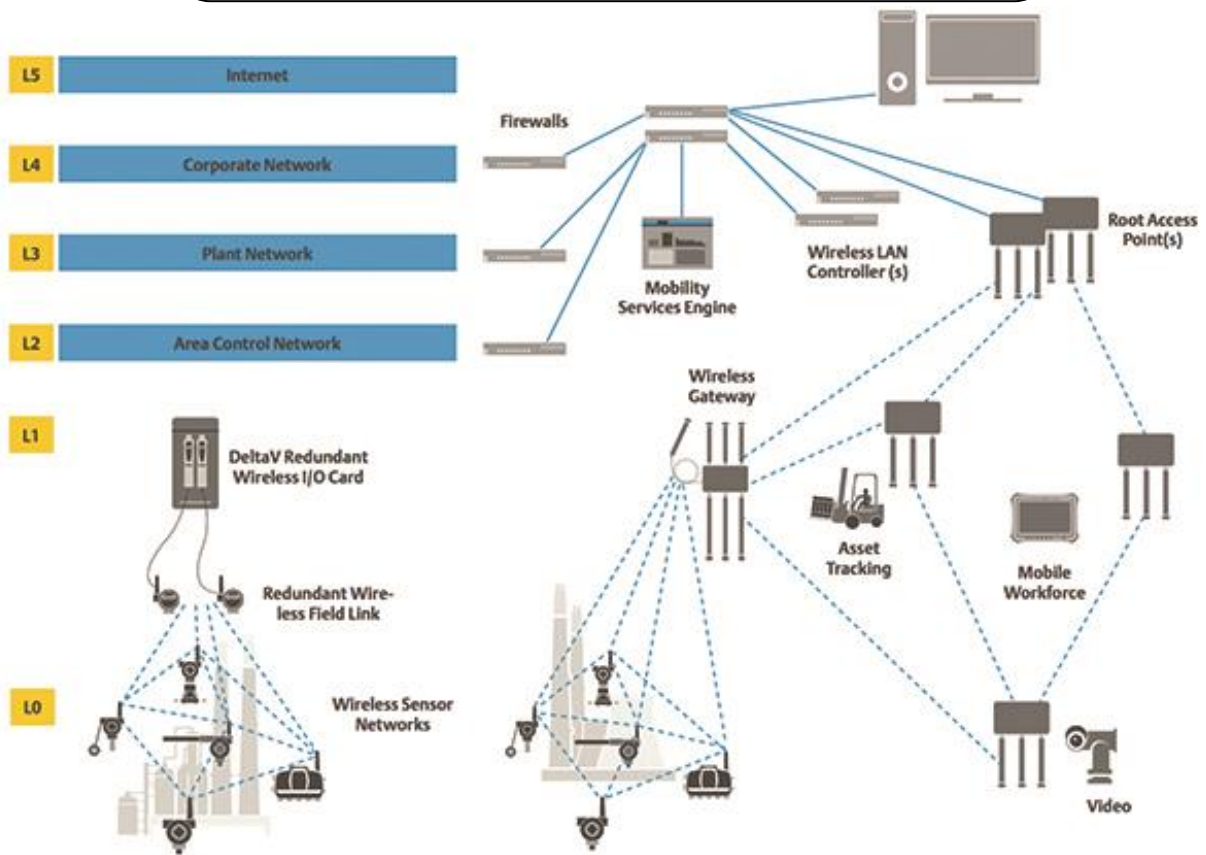 L5
Internet
Firewalls
L4
Corporate Network
Root Access
Point(s)
L3
Plant Network
Wireless LAN
Controller (s)
Mobility
Services Engine
L2
Area Control Network
Wireless
Gateway
L1
DeltaV Redundant
Wireless I/O Card
Asset
Tracking
Mobile
Workforce
Redundant Wire-
less Field Link
L0
Wireless Sensor
Networks
Video